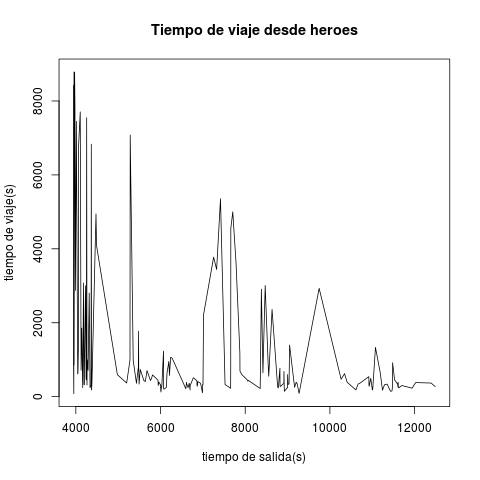 Tiempo de viaje desde heroes
tiempo de viaje(s)
8000
6000
4000
2000
0
4000 6000 8000 10000 12000
tiempo de salida(s)